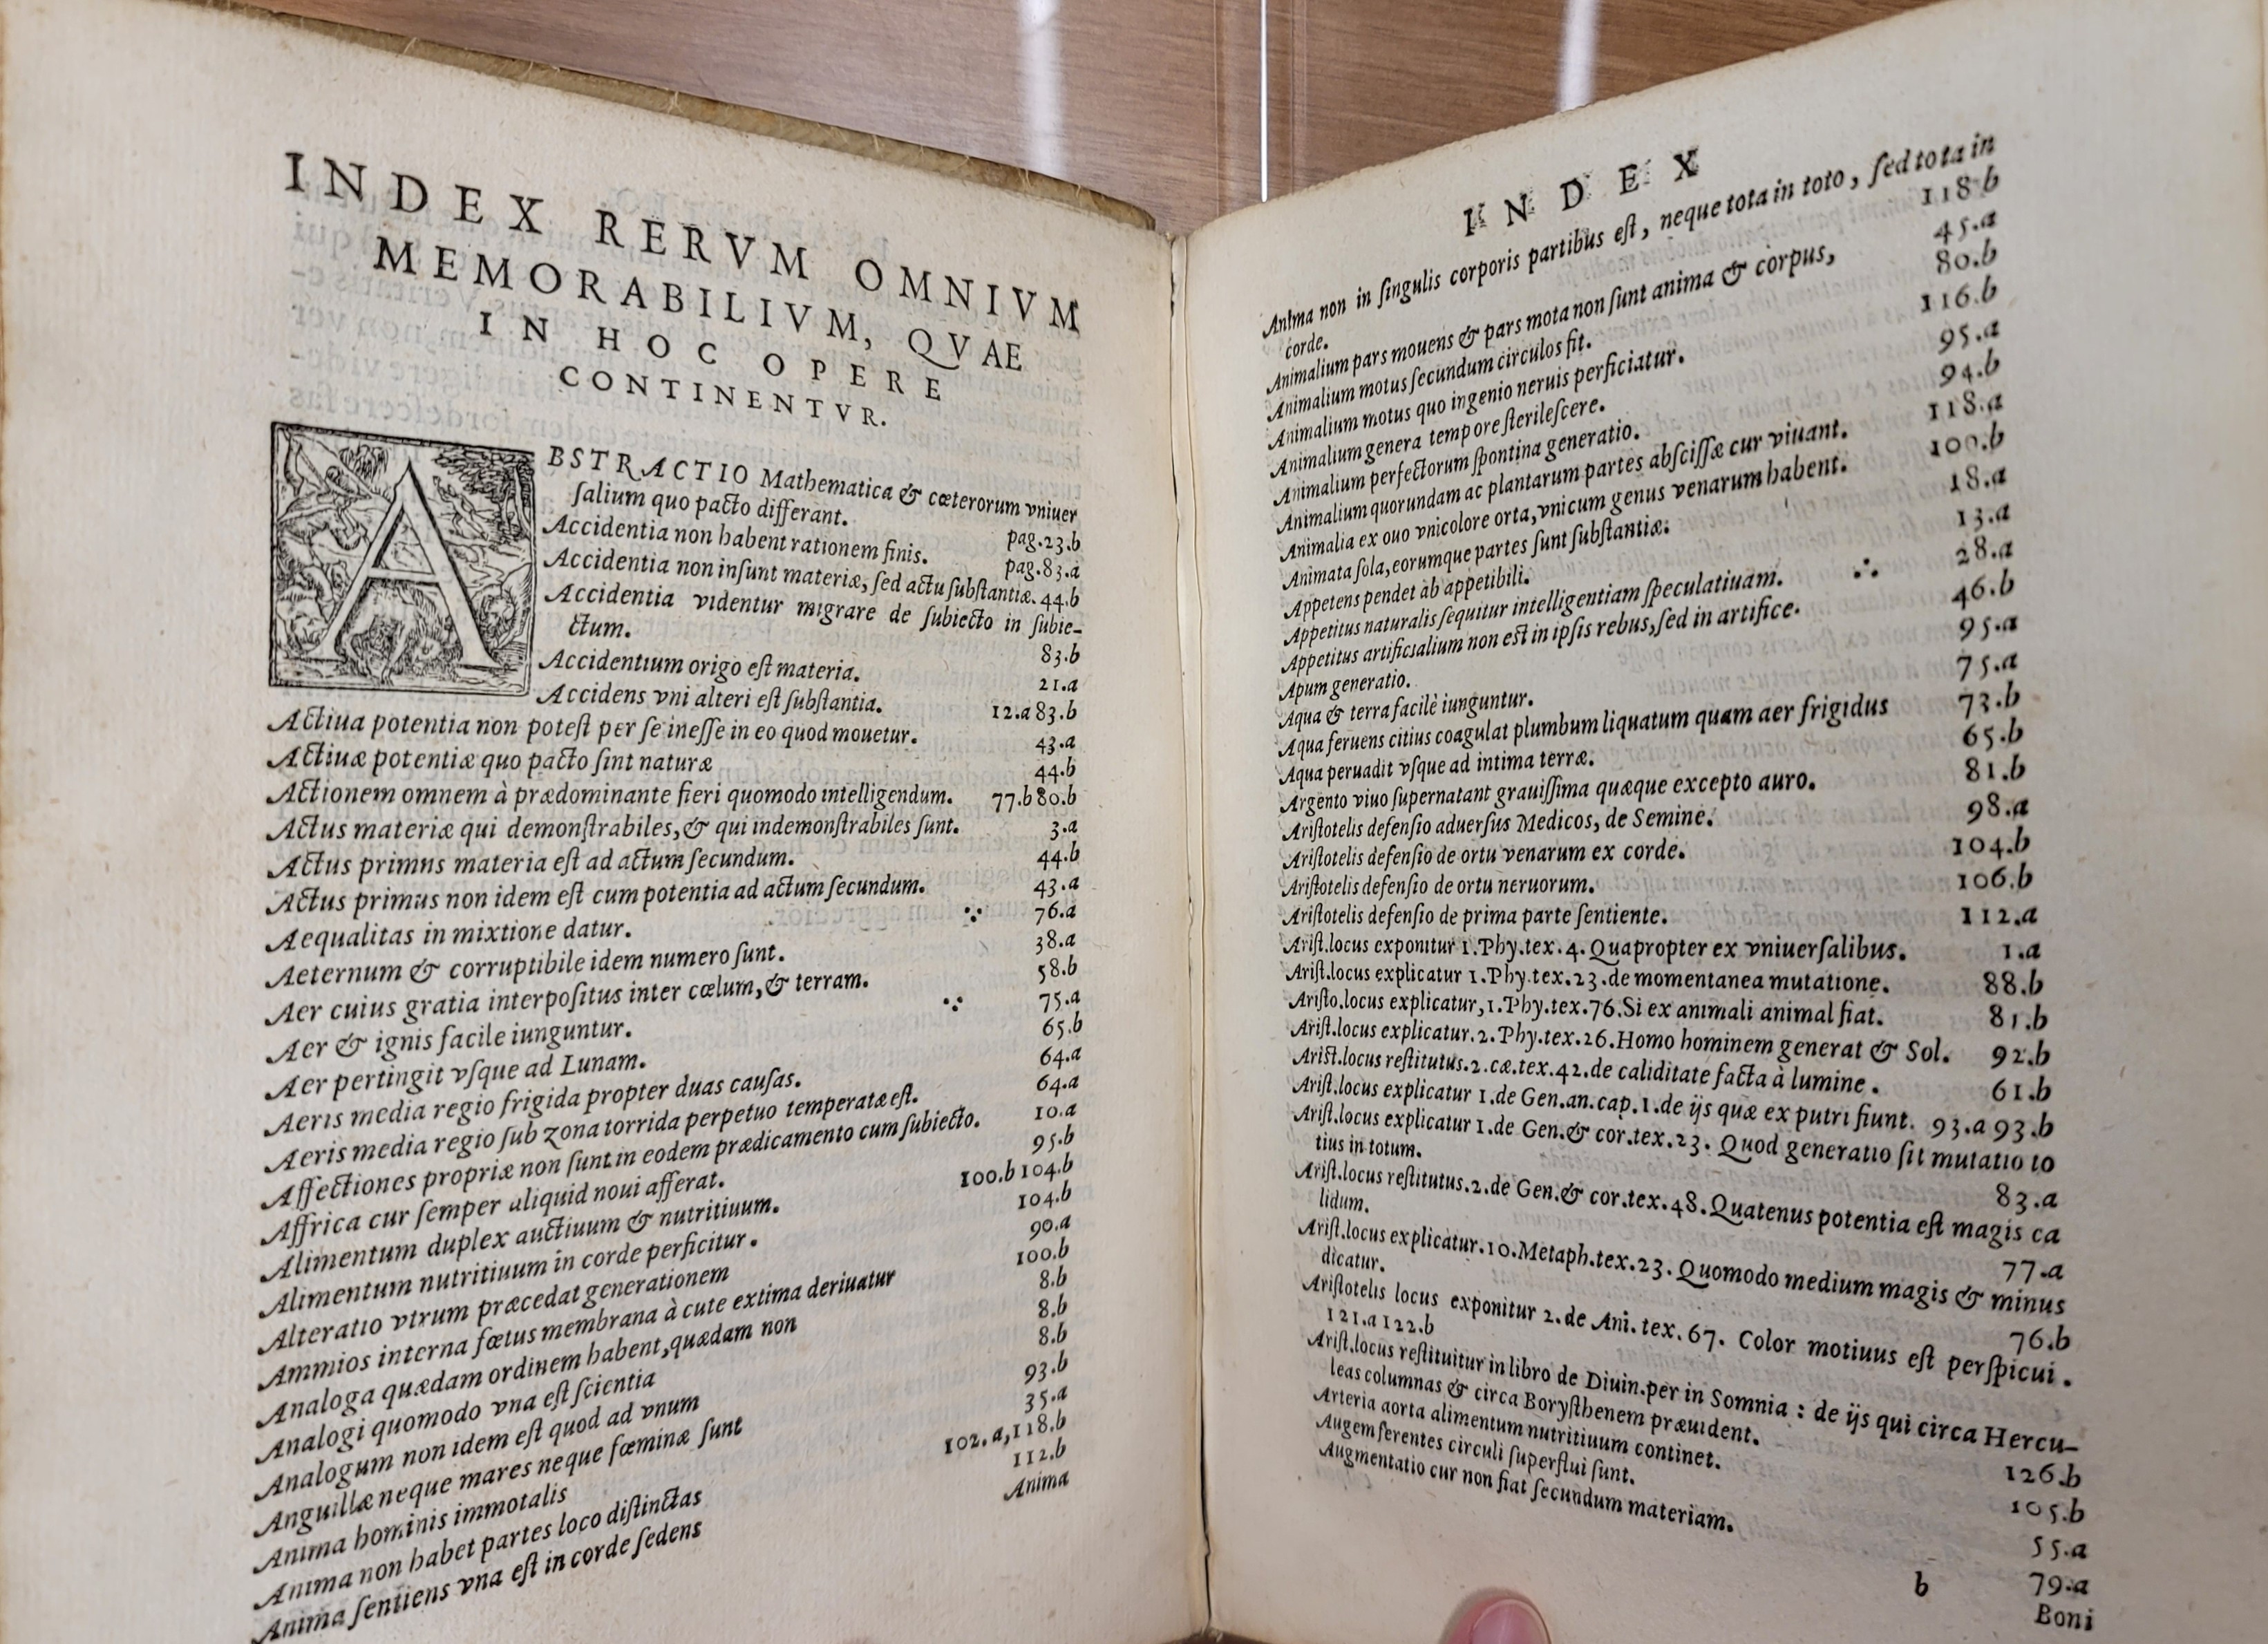 INDEX RERVM OMNIVM
MEMORABILIVM, QVAE
IN HOC OPERE
CONTINENTVR.
ABSTRACTIO Mathematica & cæterorum vniuer
ſalium quo pacto differant. pag.23.b
Accidentia non habent rationem finis. pag.83.a
Accidentia non inſunt materiæ, ſed actu ſubſtantiæ. 44.b
Accidentia videntur migrare de ſubiecto in ſubie-
ctum. 83.b
Accidentium origo eſt materia. 21.a
Accidens vni alteri eſt ſubſtantia. 12.a 83.b
Actiua potentia non poteſt per ſe ineſſe in eo quod mouetur. 43.a
Actiuæ potentiæ quo pacto ſint naturæ 44.b
Actionem omnem à prædominante fieri quomodo intelligendum. 77.b 80.b
Actus materiæ qui demonſtrabiles, & qui indemonſtrabiles ſunt. 3.a
Actus primns materia eſt ad actum ſecundum. 44.b
Actus primus non idem eſt cum potentia ad actum ſecundum. 43.a
Aequalitas in mixtione datur. 76.a
Aeternum & corruptibile idem numero ſunt. 38.a
Aer cuius gratia interpoſitus inter cœlum, & terram. 58.b
Aer & ignis facile iunguntur. 75.a
Aer pertingit vſque ad Lunam. 65.b
Aeris media regio frigida propter duas cauſas. 64.a
Aeris media regio ſub zona torrida perpetuo temperatæ eſt. 64.a
Affectiones propriæ non ſunt in eodem prædicamento cum ſubiecto. 10.a
Affrica cur ſemper aliquid noui afferat. 95.b
Alimentum duplex auctiuum & nutritiuum. 100.b 104.b
Alimentum nutritiuum in corde perficitur. 104.b
Alteratio vtrum præcedat generationem 90.a
Ammios interna fœtus membrana à cute extima deriuatur 100.b
Analoga quædam ordinem habent, quædam non 8.b
Analogi quomodo vna eſt ſcientia 8.b
Analogum non idem eſt quod ad vnum 8.b
Anguillæ neque mares neque fœminæ ſunt 93.b
Anima hominis immotalis 35.a
Anima non habet partes loco diſtinctas 102.a,118.b
Anima ſentiens vna eſt in corde ſedens 112.b
Anima
INDEX
Anima non in ſingulis corporis partibus eſt, neque tota in toto, ſed tota in
corde. 118.b
Animalium pars mouens & pars mota non ſunt anima & corpus, 45.a
Animalium motus ſecundum circulos fit. 80.b
Animalium motus quo ingenio neruis perficiatur. 116.b
Animalium genera tempore ſterileſcere. 95.a
Animalium perfectorum ſpontina generatio. 94.b
Animalium quorundam ac plantarum partes abſciſſæ cur viuant. 118.a
Animalia ex ouo vnicolore orta, vnicum genus venarum habent. 100.b
Animata ſola, eorumque partes ſunt ſubſtantiæ. 18.a
Appetens pendet ab appetibili. 13.a
Appetitus naturalis ſequitur intelligentiam ſpeculatiuam. 28.a
Appetitus artificialium non eſt in ipſis rebus, ſed in artifice. 46.b
Apum generatio. 95.a
Aqua & terra facilè iunguntur. 75.a
Aqua feruens citius coagulat plumbum liquatum quam aer frigidus 73.b
Aqua peruadit vſque ad intima terræ. 65.b
Argento viuo ſupernatant grauiſſima quæque excepto auro. 81.b
Ariſtotelis defenſio aduerſus Medicos, de Semine. 98.a
Ariſtotelis defenſio de ortu venarum ex corde. 104.b
Ariſtotelis defenſio de ortu neruorum. 106.b
Ariſtotelis defenſio de prima parte ſentiente. 112.a
Ariſt.locus exponitur 1.Phy.tex.4. Quapropter ex vniuerſalibus. 1.a
Ariſt.locus explicatur 1.Phy.tex.23.de momentanea mutatione. 88.b
Ariſto.locus explicatur,1.Phy.tex.76.Si ex animali animal fiat. 81.b
Ariſt.locus explicatur.2.Phy.tex.26.Homo hominem generat & Sol. 92.b
Ariſt.locus reſtitutus.2.cæ.tex.42.de caliditate facta à lumine. 61.b
Ariſt.locus explicatur 1.de Gen.an.cap.1.de ijs quæ ex putri fiunt. 93.a 93.b
Ariſt.locus explicatur 1.de Gen.& cor.tex.23. Quod generatio ſit mutatio to
tius in totum. 83.a
Ariſt.locus reſtitutus.2.de Gen.& cor.tex.48.Quatenus potentia eſt magis ca
lidum. 77.a
Ariſt.locus explicatur.10.Metaph.tex.23.Quomodo medium magis & minus
dicatur. 76.b
Ariſtotelis locus exponitur 2.de Ani.tex.67. Color motiuus eſt perſpicui.
121.a 122.b
Ariſt.locus reſtituitur in libro de Diuin.per in Somnia: de ijs qui circa Hercu-
leas columnas & circa Boryſthenem præuident. 126.b
Arteria aorta alimentum nutritiuum continet. 105.b
Augem ferentes circuli ſuperflui ſunt. 55.a
Augmentatio cur non fiat ſecundum materiam. 79.a
b Boni